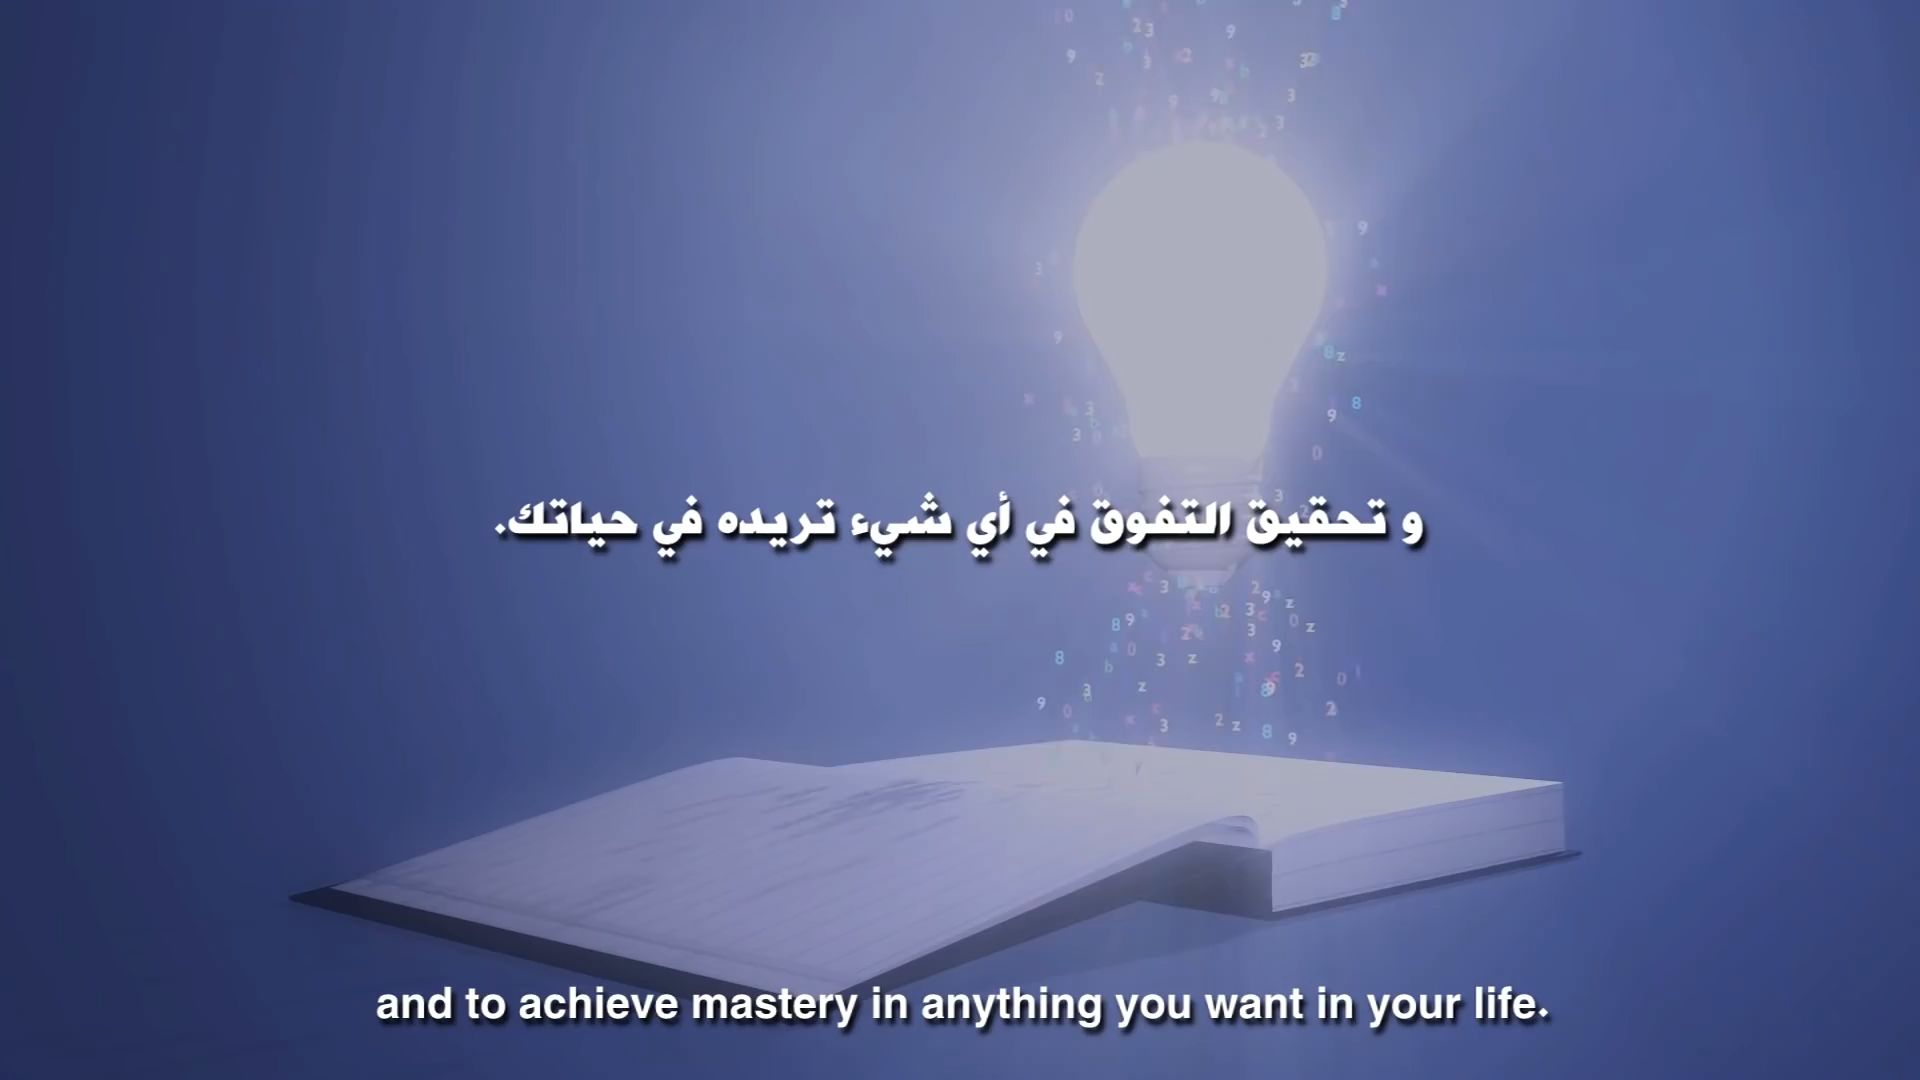 و تحقيق التفوق في أي شيء تريده في حياتك.
and to achieve mastery in anything you want in your life.